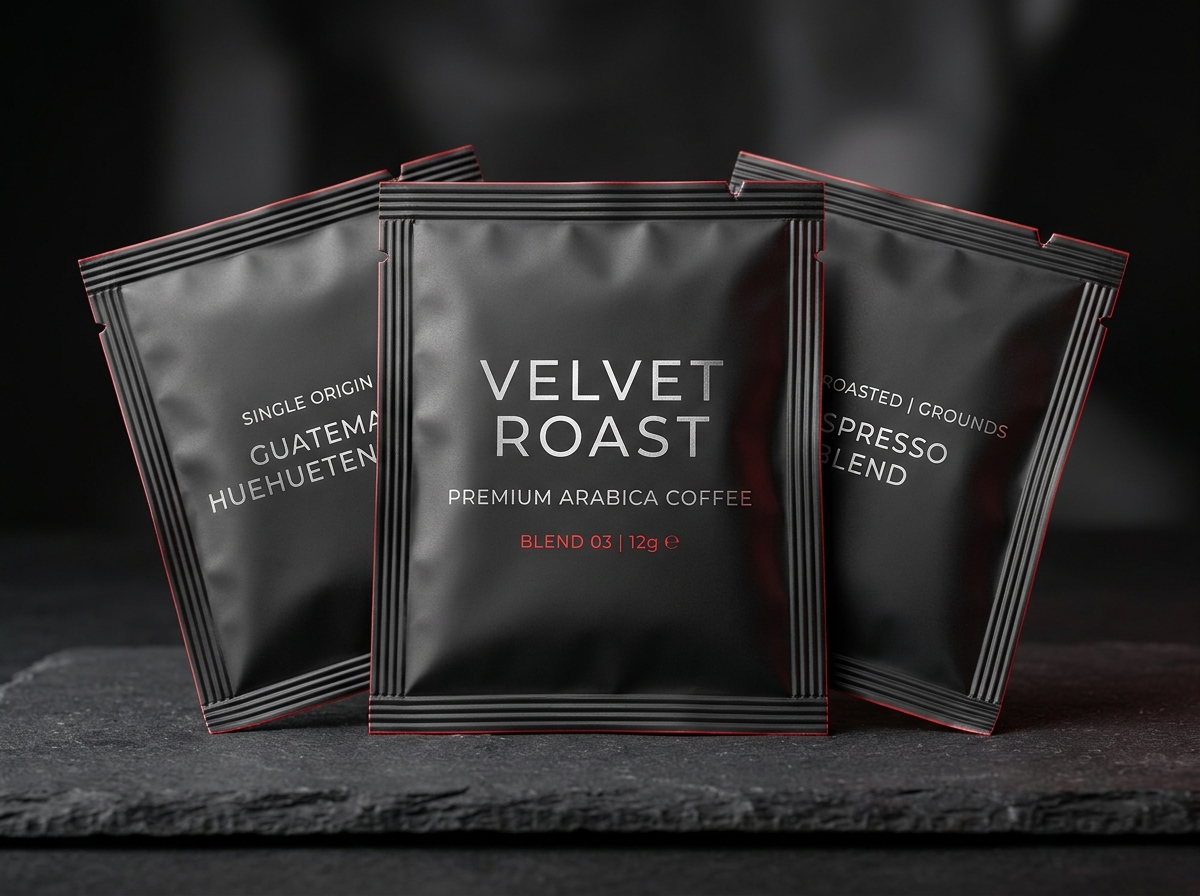 SINGLE ORIGIN
GUATEMA
HUEHUETEN
VELVET
ROAST
PREMIUM ARABICA COFFEE
BLEND 03 | 12g ℮
ROASTED | GROUNDS
SPRESSO
BLEND